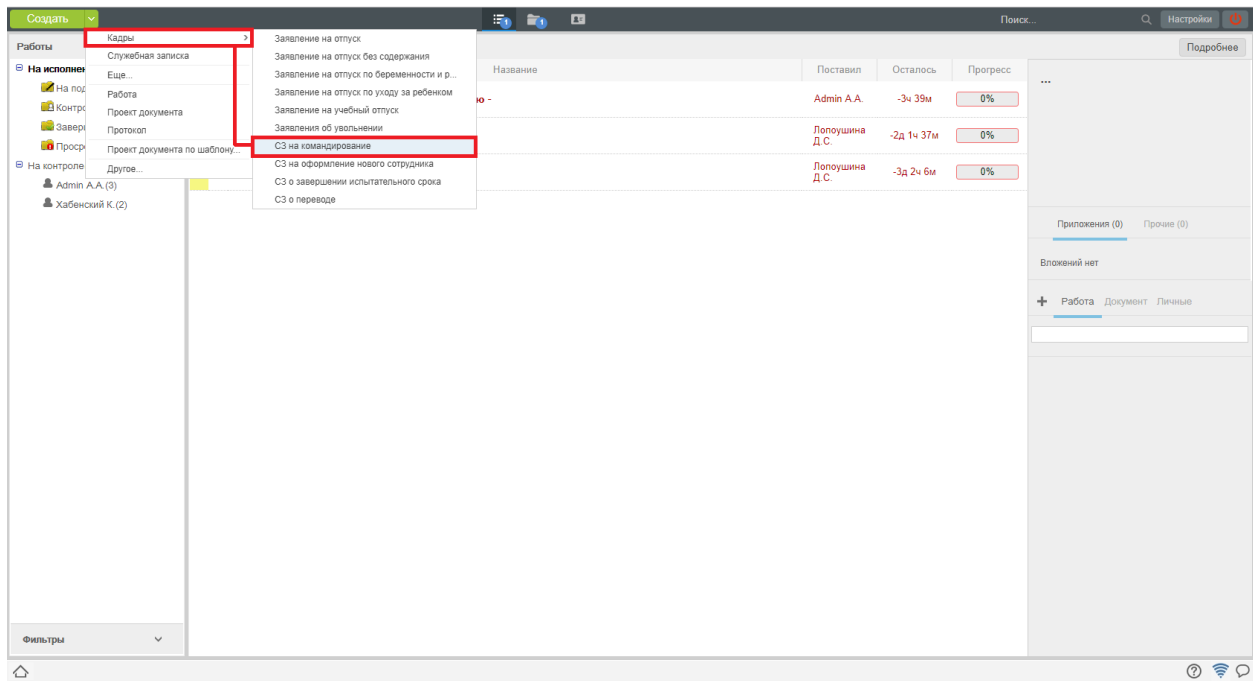 Создать
1
1
Поиск...
Настройки
Работы
Подробнее
На исполнен
На под
Контро
Заверш
Проср
На контроле
Admin A.A.(3)
Хабенский К.(2)
Фильтры
Кадры
Служебная записка
Еще...
Работа
Проект документа
Протокол
Проект документа по шаблону...
Другое...
Заявление на отпуск
Заявление на отпуск без содержания
Заявление на отпуск по беременности и р...
Заявление на отпуск по уходу за ребенком
Заявление на учебный отпуск
Заявления об увольнении
СЗ на командирование
СЗ на оформление нового сотрудника
СЗ о завершении испытательного срока
СЗ о переводе
Название Поставил Осталось Прогресс
ю - Admin A.A. -3ч 39м 0%
Лопоушина
Д.С. -2д 1ч 37м 0%
Лопоушина
Д.С. -3д 2ч 6м 0%
...
Приложения (0) Прочие (0)
Вложений нет
+ Работа Документ Личные